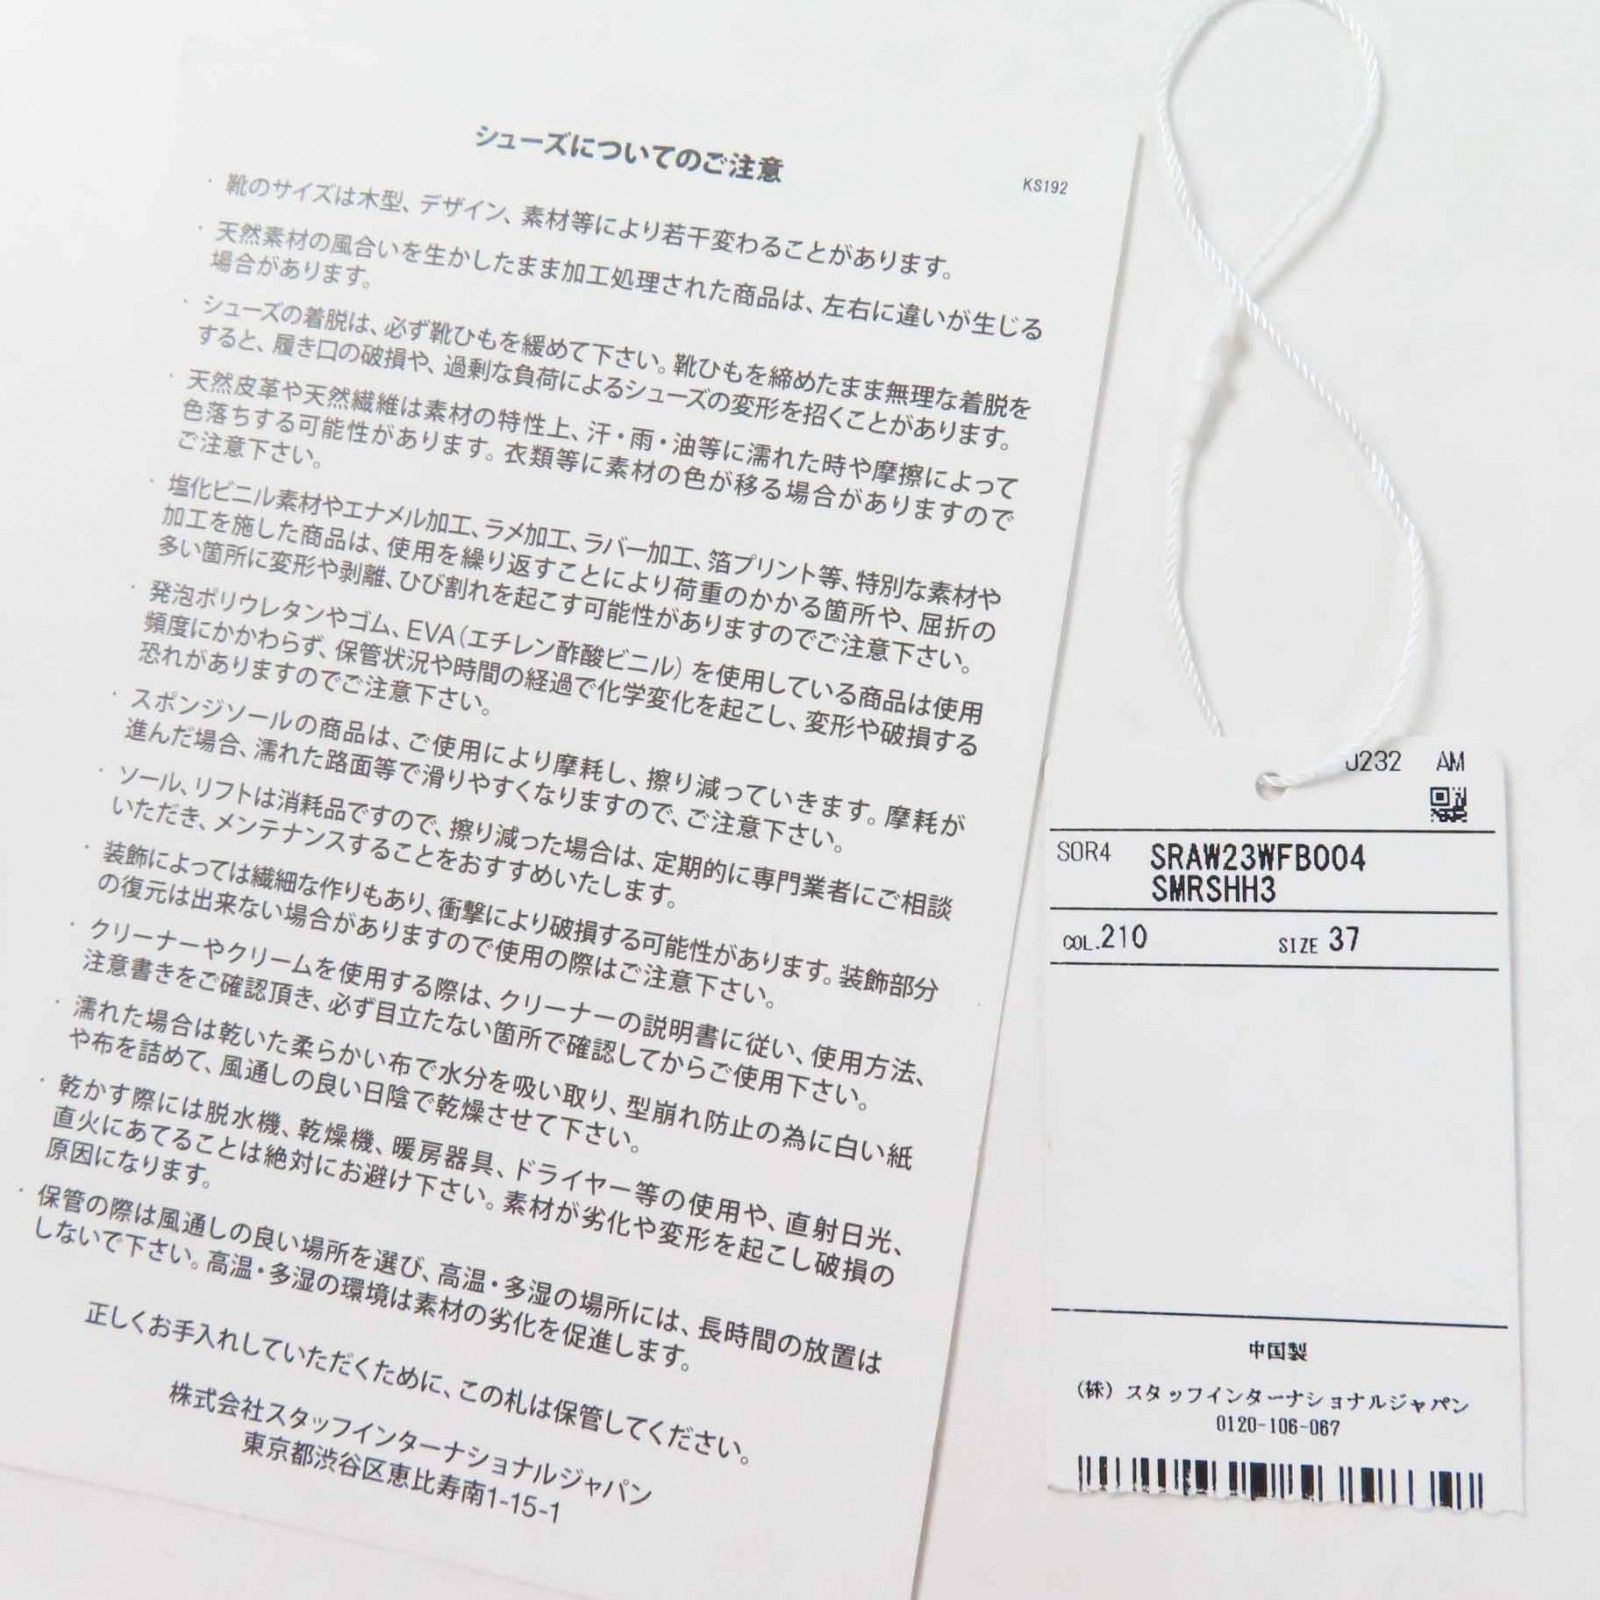 シューズについてのご注意
KS192
・靴のサイズは木型、デザイン、素材等により若干変わることがあります。
・天然素材の風合いを生かしたまま加工処理された商品は、左右に違いが生じる
場合があります。
・シューズの着脱は、必ず靴ひもを緩めて下さい。靴ひもを締めたまま無理な着脱を
すると、履き口の破損や、過剰な負荷によるシューズの変形を招くことがあります。
・天然皮革や天然繊維は素材の特性上、汗・雨・油等に濡れた時や摩擦によって
色落ちする可能性があります。衣類等に素材の色が移る場合がありますので
ご注意下さい。
・塩化ビニル素材やエナメル加工、ラメ加工、ラバー加工、箔プリント等、特別な素材や
加工を施した商品は、使用を繰り返すことにより荷重のかかる箇所や、屈折の
多い箇所に変形や剥離、ひび割れを起こす可能性がありますのでご注意下さい。
・発泡ポリウレタンやゴム、EVA(エチレン酢酸ビニル)を使用している商品は使用
頻度にかかわらず、保管状況や時間の経過で化学変化を起こし、変形や破損する
恐れがありますのでご注意下さい。
・スポンジソールの商品は、ご使用により摩耗し、擦り減っていきます。摩耗が
進んだ場合、濡れた路面等で滑りやすくなりますので、ご注意下さい。
・ソール、リフトは消耗品ですので、擦り減った場合は、定期的に専門業者にご相談
いただき、メンテナンスすることをおすすめいたします。
・装飾によっては繊細な作りもあり、衝撃により破損する可能性があります。装飾部分
の復元は出来ない場合がありますので使用の際はご注意下さい。
・クリーナーやクリームを使用する際は、クリーナーの説明書に従い、使用方法、
注意書きをご確認頂き、必ず目立たない箇所で確認してからご使用下さい。
・濡れた場合は乾いた柔らかい布で水分を吸い取り、型崩れ防止の為に白い紙
や布を詰めて、風通しの良い日陰で乾燥させて下さい。
・乾かす際には脱水機、乾燥機、暖房器具、ドライヤー等の使用や、直射日光、
直火にあてることは絶対にお避け下さい。素材が劣化や変形を起こし破損の
原因になります。
・保管の際は風通しの良い場所を選び、高温・多湿の場所には、長時間の放置は
しないで下さい。高温・多湿の環境は素材の劣化を促進します。
正しくお手入れしていただくために、この札は保管してください。
株式会社スタッフインターナショナルジャパン
東京都渋谷区恵比寿南1-15-1
0232 AM
SOR4 SRAW23WFB004
SMRSHH3
COL.210 SIZE 37
中国製
(株)スタッフインターナショナルジャパン
0120-106-067